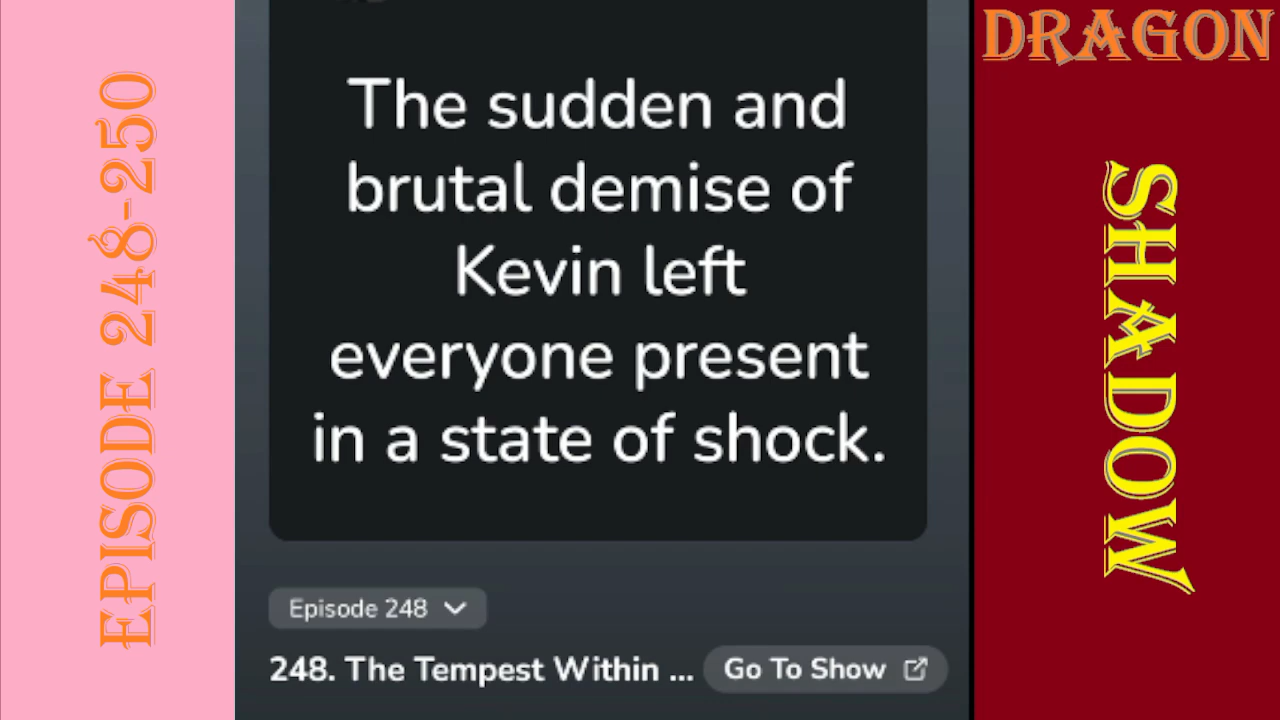 EPISODE 248-250
The sudden and
brutal demise of
Kevin left
everyone present
in a state of shock.
Episode 248
248. The Tempest Within ...
Go To Show
DRAGON
SHADOW